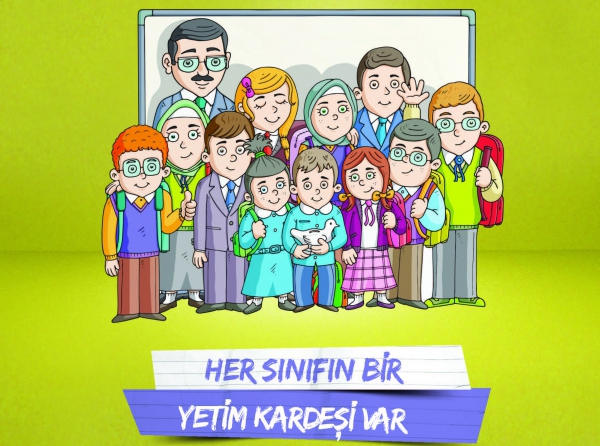 HER SINIFIN BİR
YETİM KARDEŞİ VAR